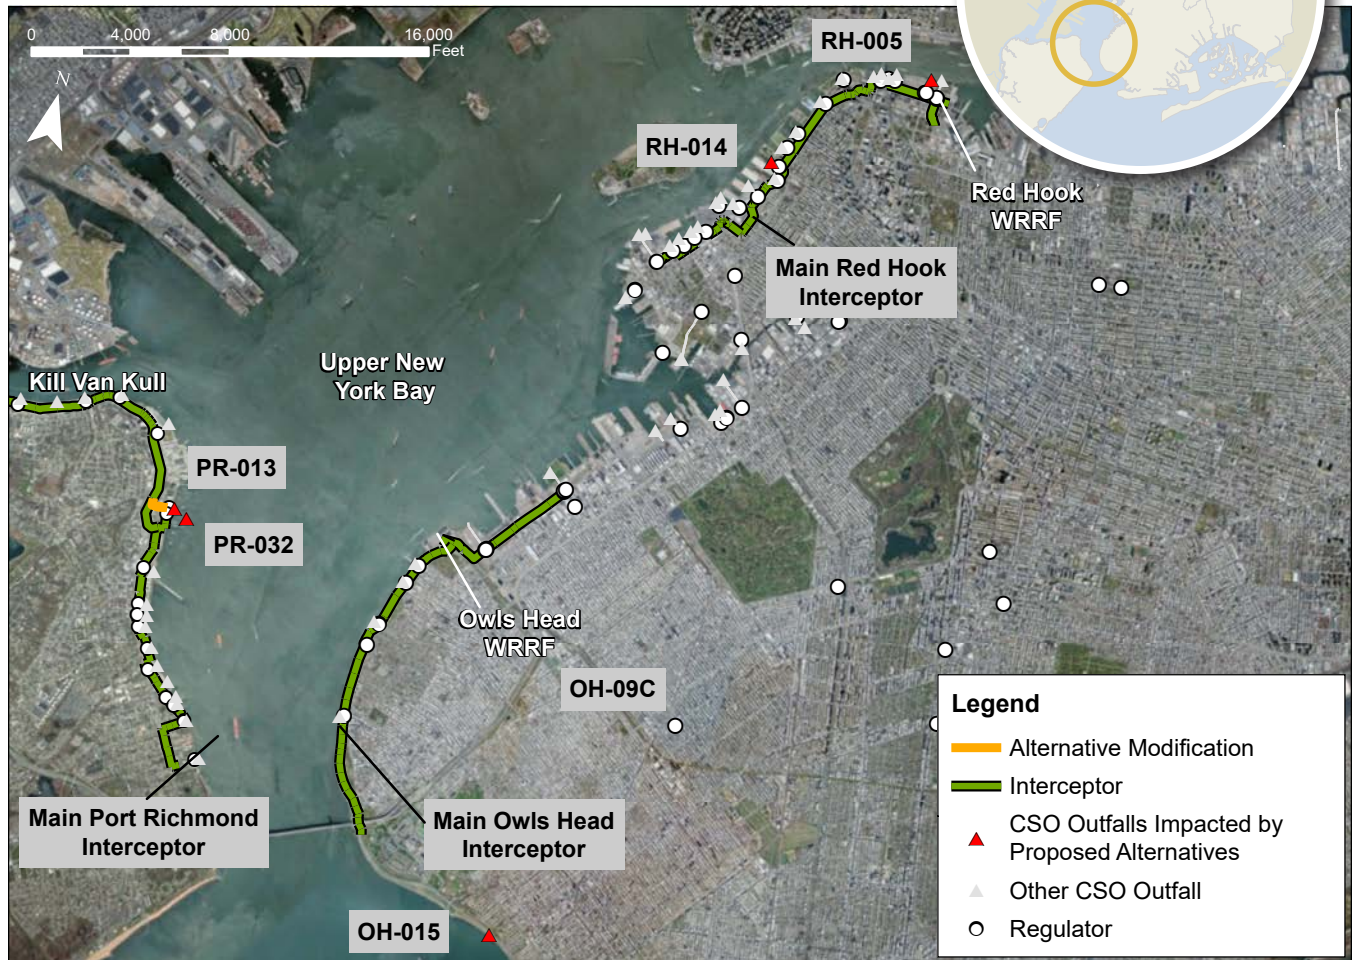 0 4,000 8,000 16,000
Feet
N
RH-005
RH-014
Red Hook
WRRF
Main Red Hook
Interceptor
Upper New
York Bay
Kill Van Kull
PR-013
PR-032
Owls Head
WRRF
OH-09C
Main Port Richmond
Interceptor
Main Owls Head
Interceptor
OH-015
Legend
Alternative Modification
Interceptor
CSO Outfalls Impacted by
Proposed Alternatives
Other CSO Outfall
Regulator